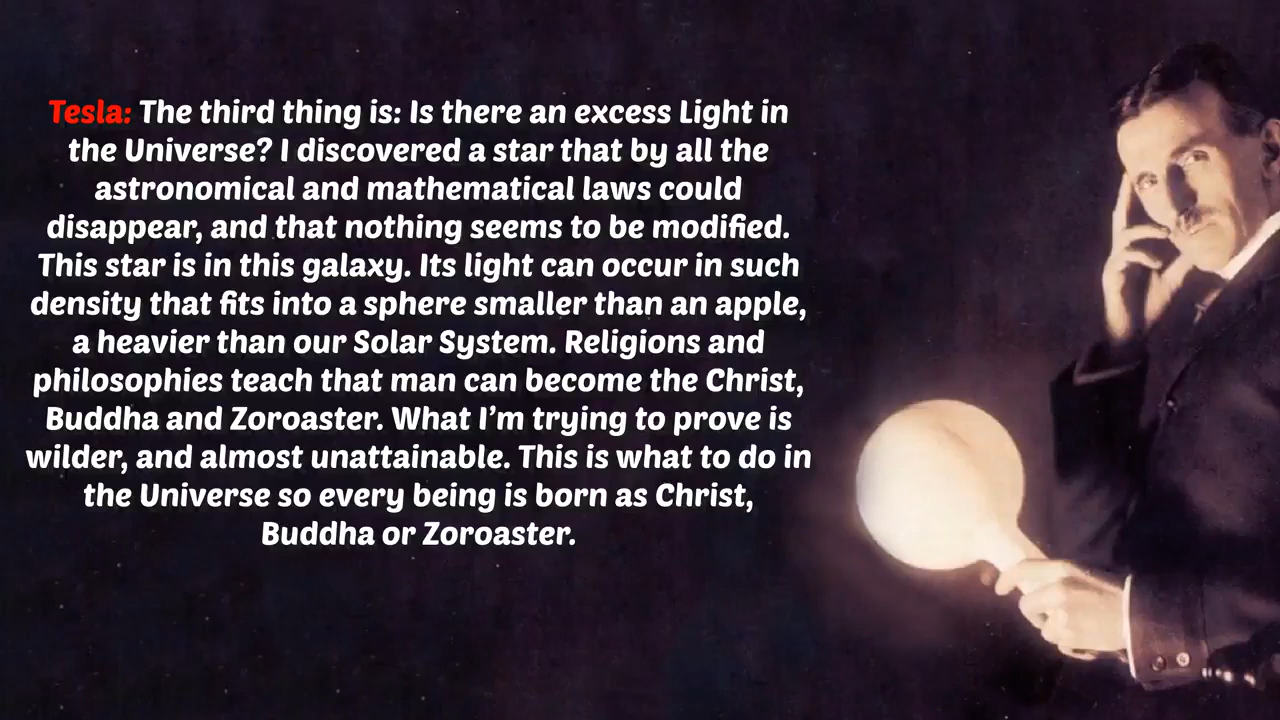 Tesla: The third thing is: Is there an excess Light in
the Universe? I discovered a star that by all the
astronomical and mathematical laws could
disappear, and that nothing seems to be modified.
This star is in this galaxy. Its light can occur in such
density that fits into a sphere smaller than an apple,
a heavier than our Solar System. Religions and
philosophies teach that man can become the Christ,
Buddha and Zoroaster. What I’m trying to prove is
wilder, and almost unattainable. This is what to do in
the Universe so every being is born as Christ,
Buddha or Zoroaster.